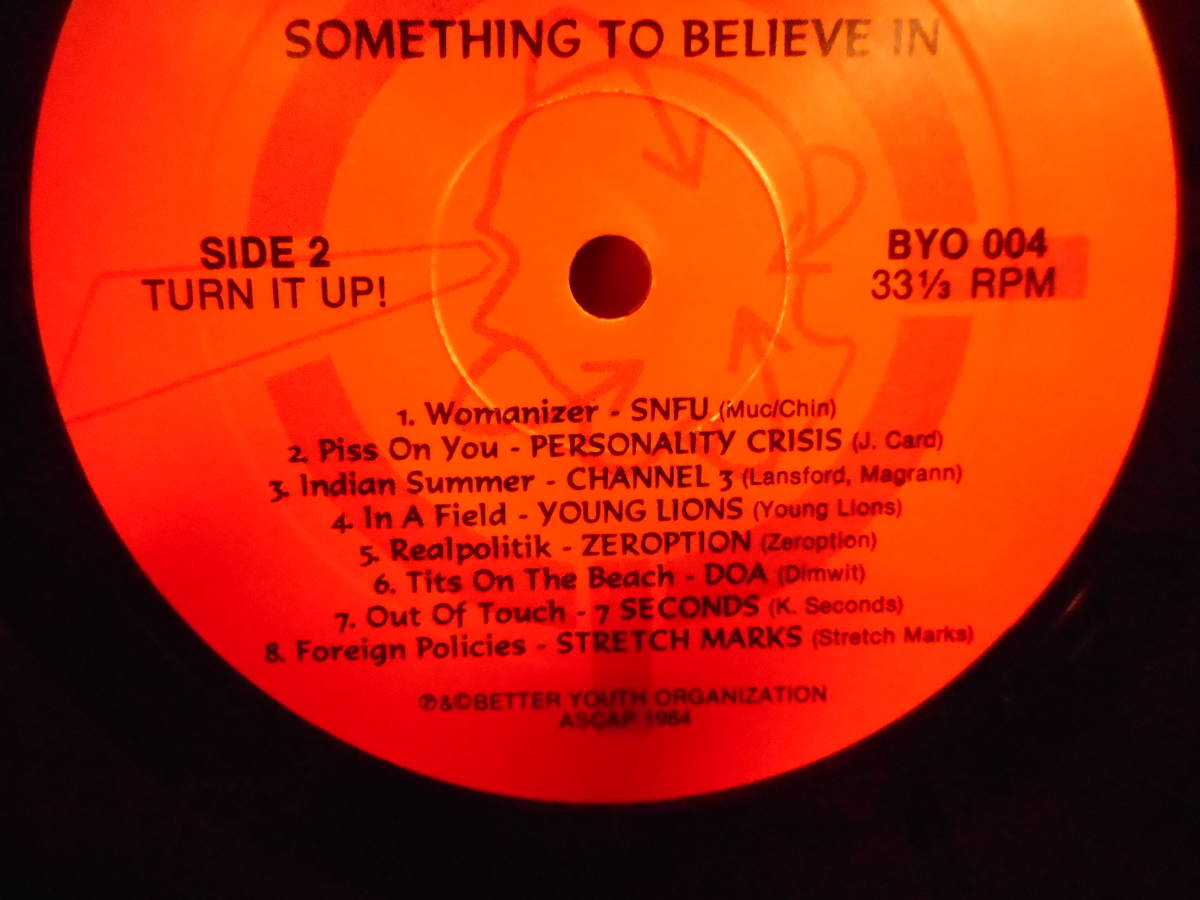 SOMETHING TO BELIEVE IN
SIDE 2
TURN IT UP!
BYO 004
33⅓ RPM
1. Womanizer - SNFU (Muc/Chin)
2. Piss On You - PERSONALITY CRISIS (J. Card)
3. Indian Summer - CHANNEL 3 (Lansford, Magrann)
4. In A Field - YOUNG LIONS (Young Lions)
5. Realpolitik - ZEROPTION (Zeroption)
6. Tits On The Beach - DOA (Dimwit)
7. Out Of Touch - 7 SECONDS (K. Seconds)
8. Foreign Policies - STRETCH MARKS (Stretch Marks)
℗&©BETTER YOUTH ORGANIZATION
ASCAP 1984